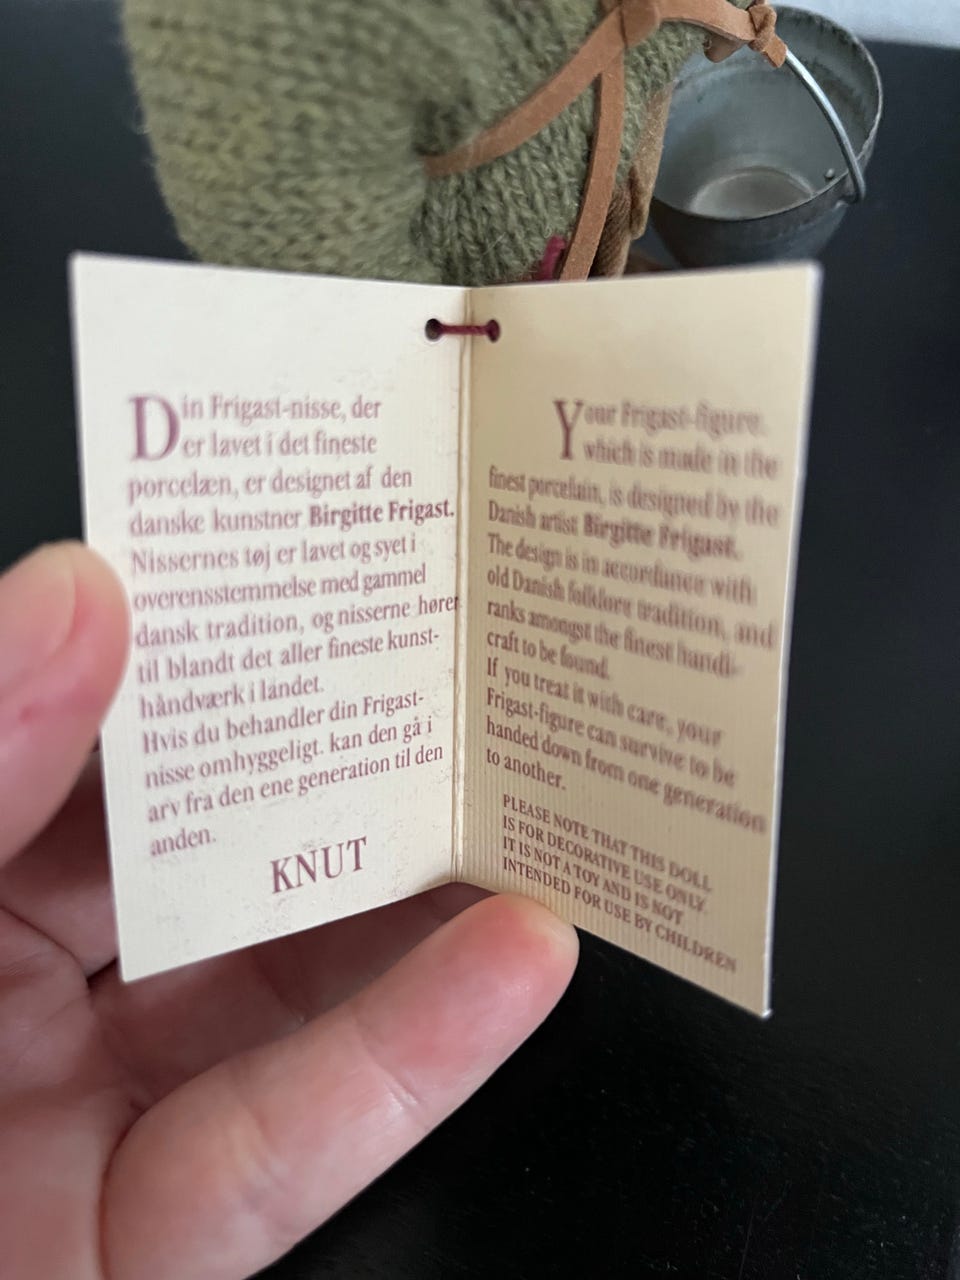 Din Frigast-nisse, der
er lavet i det fineste
porcelæn, er designet af den
danske kunstner Birgitte Frigast.
Nissernes tøj er lavet og syet i
overensstemmelse med gammel
dansk tradition, og nisserne hører
til blandt det aller fineste kunst-
håndværk i landet.
Hvis du behandler din Frigast-
nisse omhyggeligt. kan den gå i
arv fra den ene generation til den
anden.
KNUT
Your Frigast-figure,
which is made in the
finest porcelain, is designed by the
Danish artist Birgitte Frigast.
The design is in accordance with
old Danish folklore tradition, and
ranks amongst the finest handi-
craft to be found.
If you treat it with care, your
Frigast-figure can survive to be
handed down from one generation
to another.
PLEASE NOTE THAT THIS DOLL
IS FOR DECORATIVE USE ONLY.
IT IS NOT A TOY AND IS NOT
INTENDED FOR USE BY CHILDREN